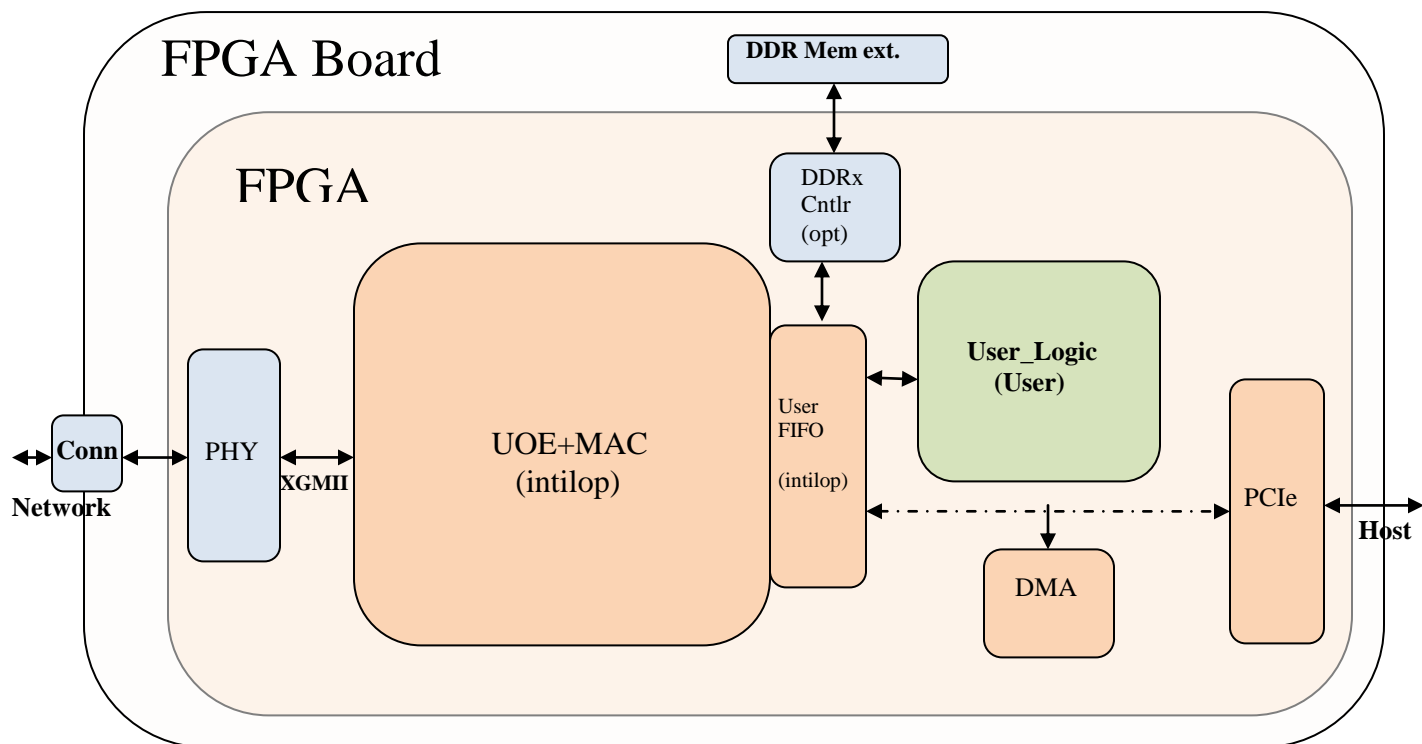 FPGA Board
DDR Mem ext.
FPGA
DDRx
Cntlr
(opt)
User_Logic
(User)
User
FIFO
(intilop)
UOE+MAC
(intilop)
Conn
PHY
XGMII
Network
PCIe
Host
DMA